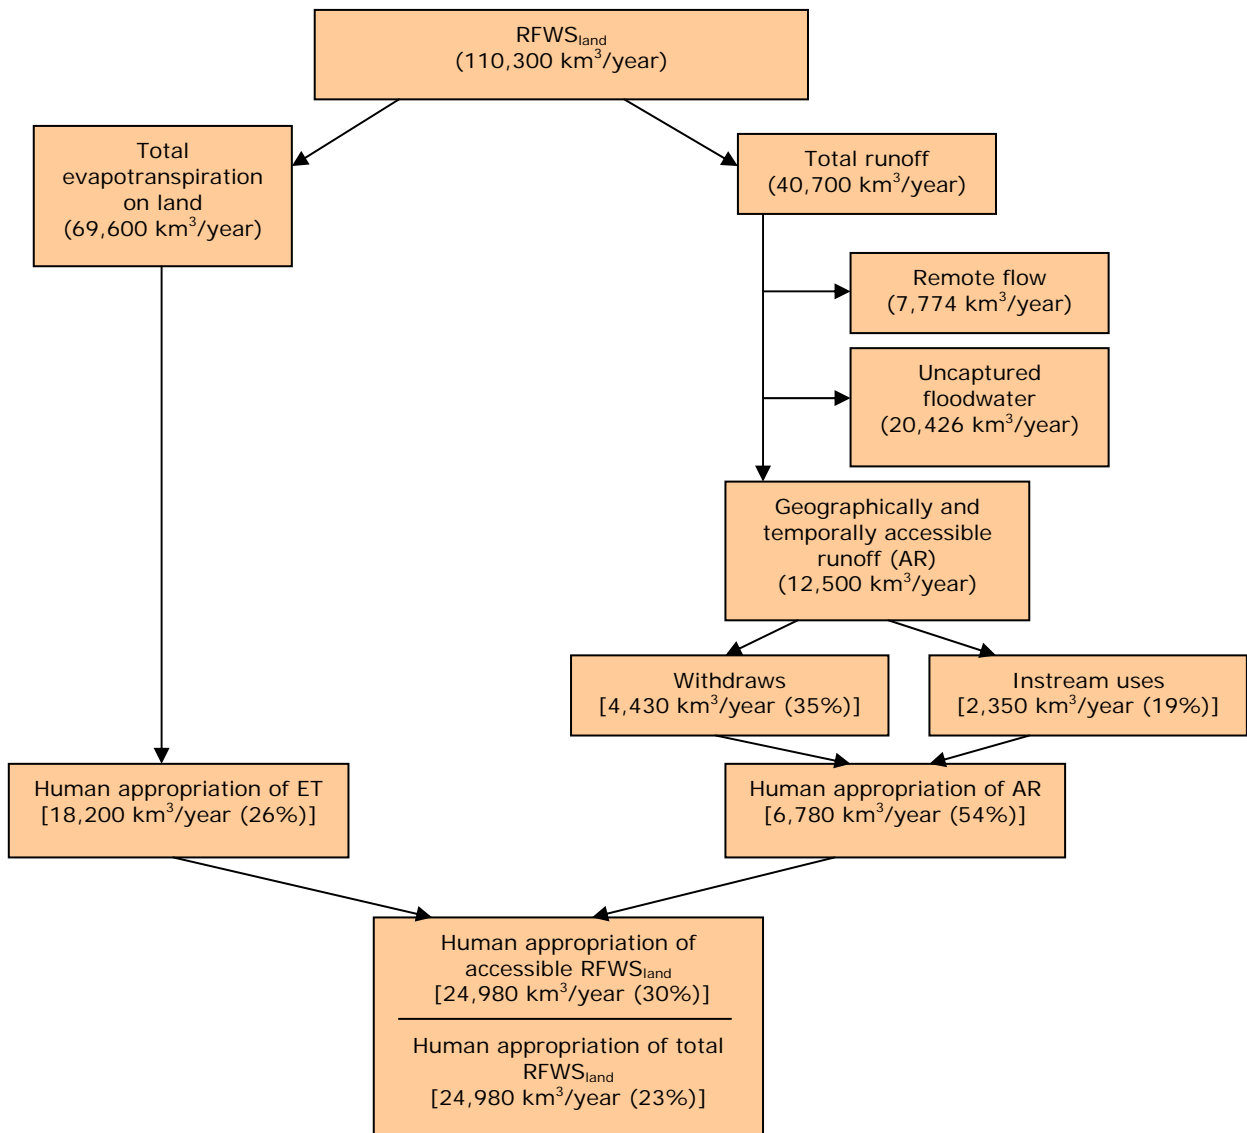 RFWSland
(110,300 km³/year)
Total
evapotranspiration
on land
(69,600 km³/year)
Total runoff
(40,700 km³/year)
Remote flow
(7,774 km³/year)
Uncaptured
floodwater
(20,426 km³/year)
Geographically and
temporally accessible
runoff (AR)
(12,500 km³/year)
Withdraws
[4,430 km³/year (35%)]
Instream uses
[2,350 km³/year (19%)]
Human appropriation of ET
[18,200 km³/year (26%)]
Human appropriation of AR
[6,780 km³/year (54%)]
Human appropriation of
accessible RFWSland
[24,980 km³/year (30%)]
Human appropriation of total
RFWSland
[24,980 km³/year (23%)]